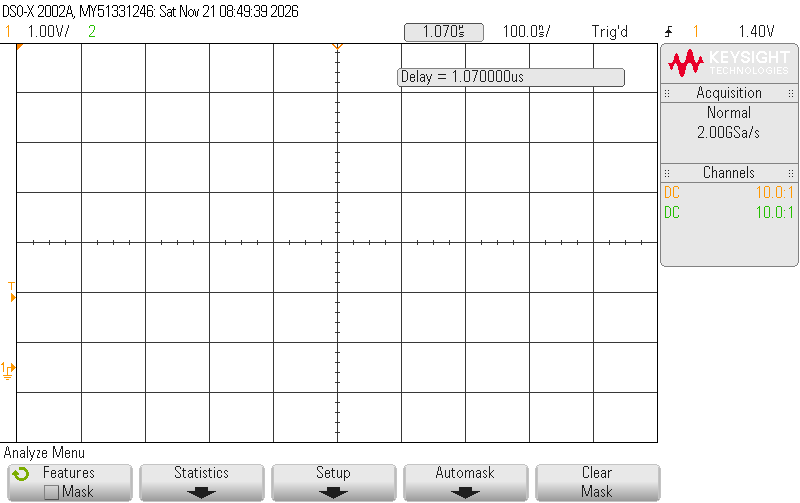 DSO-X 2002A, MY51331246: Sat Nov 21 08:49:39 2026
1 1.00V/ 2 1.070us 100.0ns/ Trig'd 1 1.40V
Delay = 1.070000us
KEYSIGHT
TECHNOLOGIES
Acquisition
Normal
2.00GSa/s
Channels
DC 10.0:1
DC 10.0:1
T
1
Analyze Menu
Features
Mask
Statistics
Setup
Automask
Clear
Mask